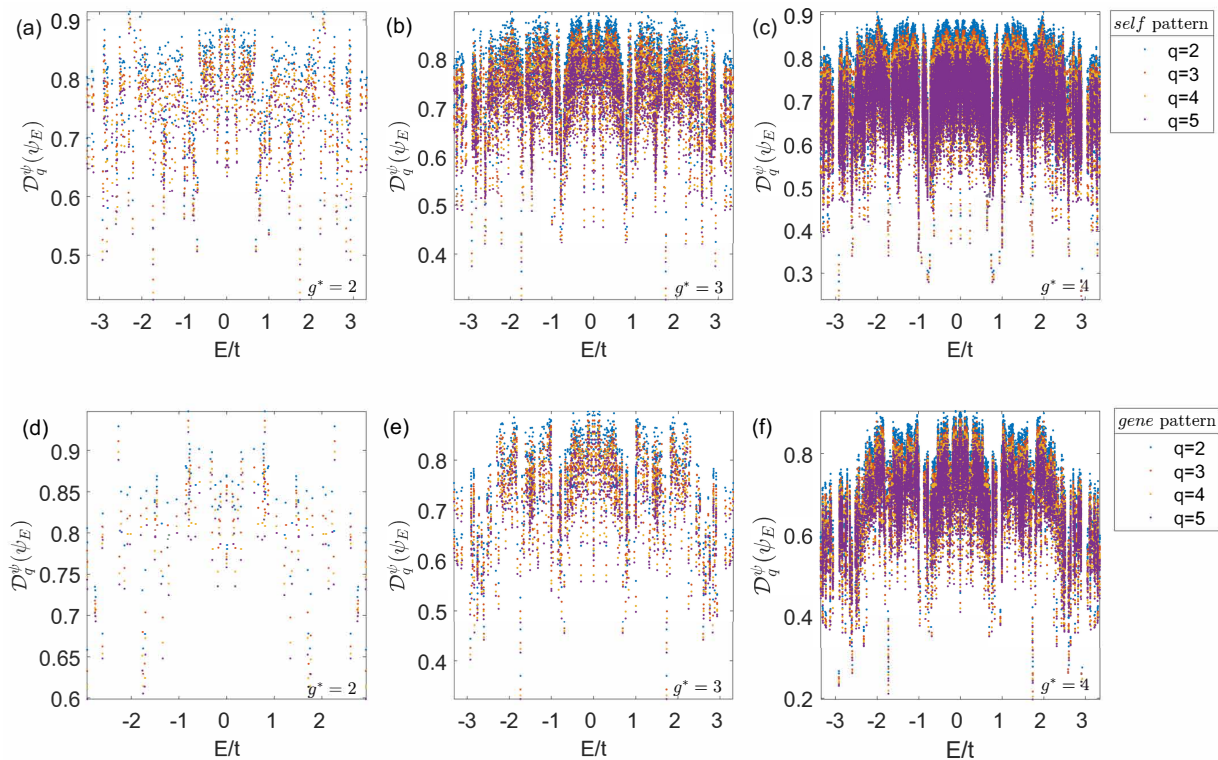 (a)
0.9
0.8
0.7
0.6
0.5
𝒟_q^ψ(ψ_E)
g* = 2
-3 -2 -1 0 1 2 3
E/t
(b)
0.9
0.8
0.7
0.6
0.5
0.4
𝒟_q^ψ(ψ_E)
g* = 3
-3 -2 -1 0 1 2 3
E/t
(c)
0.9
0.8
0.7
0.6
0.5
0.4
0.3
𝒟_q^ψ(ψ_E)
g* = 4
-3 -2 -1 0 1 2 3
E/t
self pattern
q=2
q=3
q=4
q=5
(d)
0.9
0.85
0.8
0.75
0.7
0.65
0.6
𝒟_q^ψ(ψ_E)
g* = 2
-2 -1 0 1 2
E/t
(e)
0.8
0.7
0.6
0.5
0.4
𝒟_q^ψ(ψ_E)
g* = 3
-3 -2 -1 0 1 2 3
E/t
(f)
0.8
0.6
0.4
0.2
𝒟_q^ψ(ψ_E)
g* = 4
-3 -2 -1 0 1 2 3
E/t
gene pattern
q=2
q=3
q=4
q=5